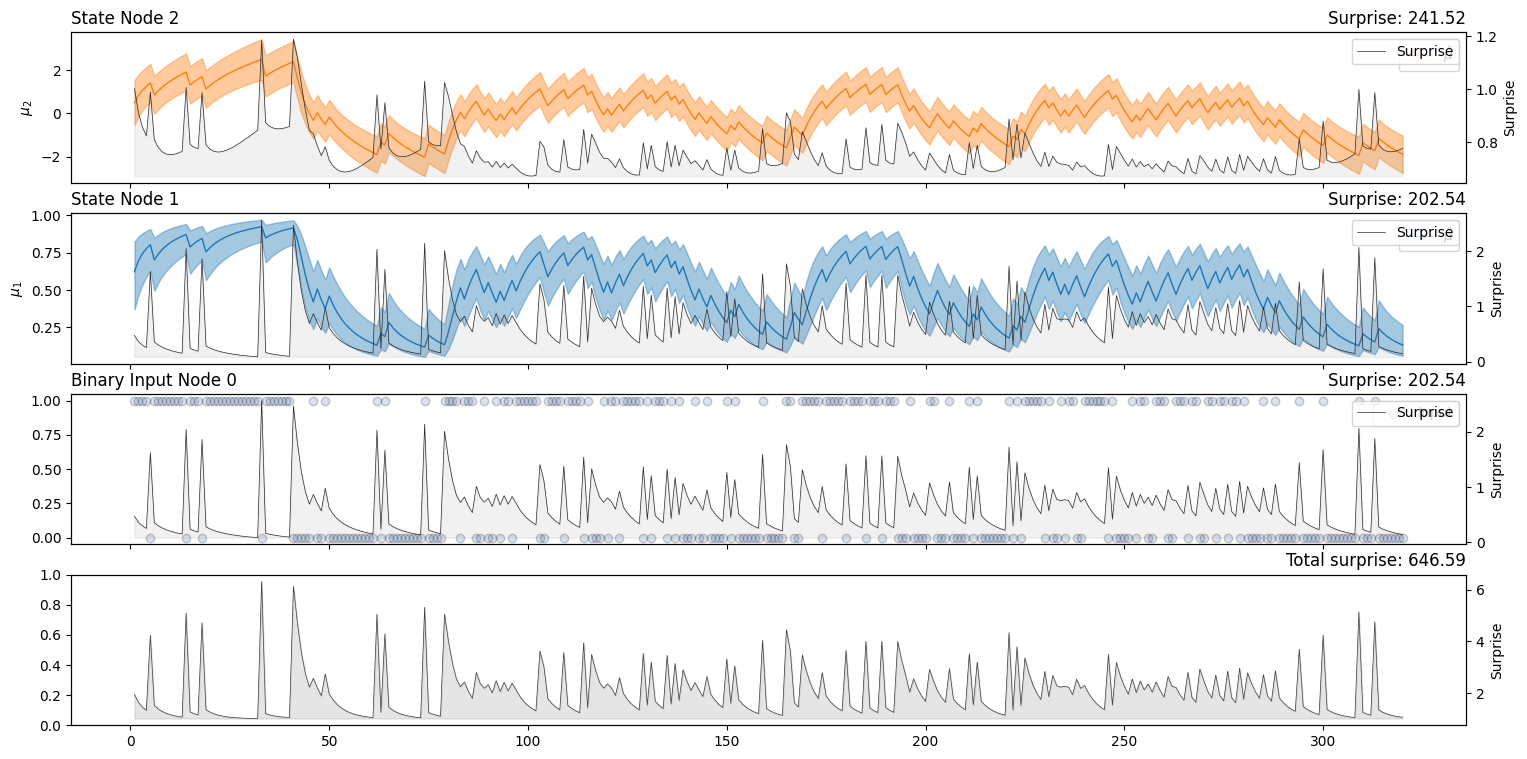 State Node 2
Surprise: 241.52
Surprise
1.2
1.0
0.8
Surprise
2
0
−2
μ2
State Node 1
Surprise: 202.54
Surprise
1.00
0.75
0.50
0.25
μ1
2
1
0
Surprise
Binary Input Node 0
Surprise: 202.54
Surprise
1.00
0.75
0.50
0.25
0.00
2
1
0
Surprise
Total surprise: 646.59
1.0
0.8
0.6
0.4
0.2
0.0
6
4
2
Surprise
0 50 100 150 200 250 300